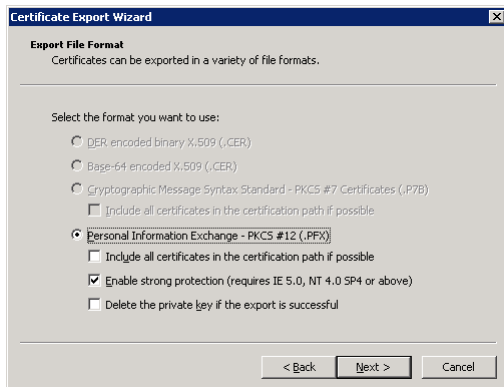 Certificate Export Wizard
Export File Format
Certificates can be exported in a variety of file formats.
Select the format you want to use:
DER encoded binary X.509 (.CER)
Base-64 encoded X.509 (.CER)
Cryptographic Message Syntax Standard - PKCS #7 Certificates (.P7B)
Include all certificates in the certification path if possible
Personal Information Exchange - PKCS #12 (.PFX)
Include all certificates in the certification path if possible
Enable strong protection (requires IE 5.0, NT 4.0 SP4 or above)
Delete the private key if the export is successful
< Back Next > Cancel